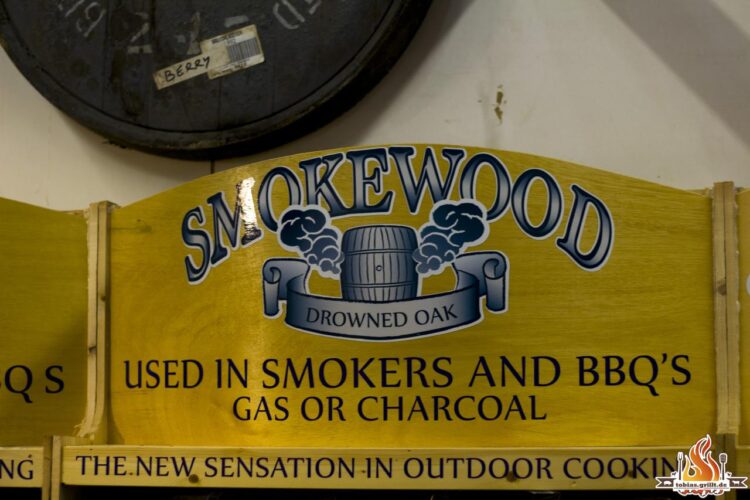 BERRY
SMOKEWOOD
DROWNED OAK
Q S
USED IN SMOKERS AND BBQ'S
GAS OR CHARCOAL
NG
THE NEW SENSATION IN OUTDOOR COOKIN
tobias-grillt.de